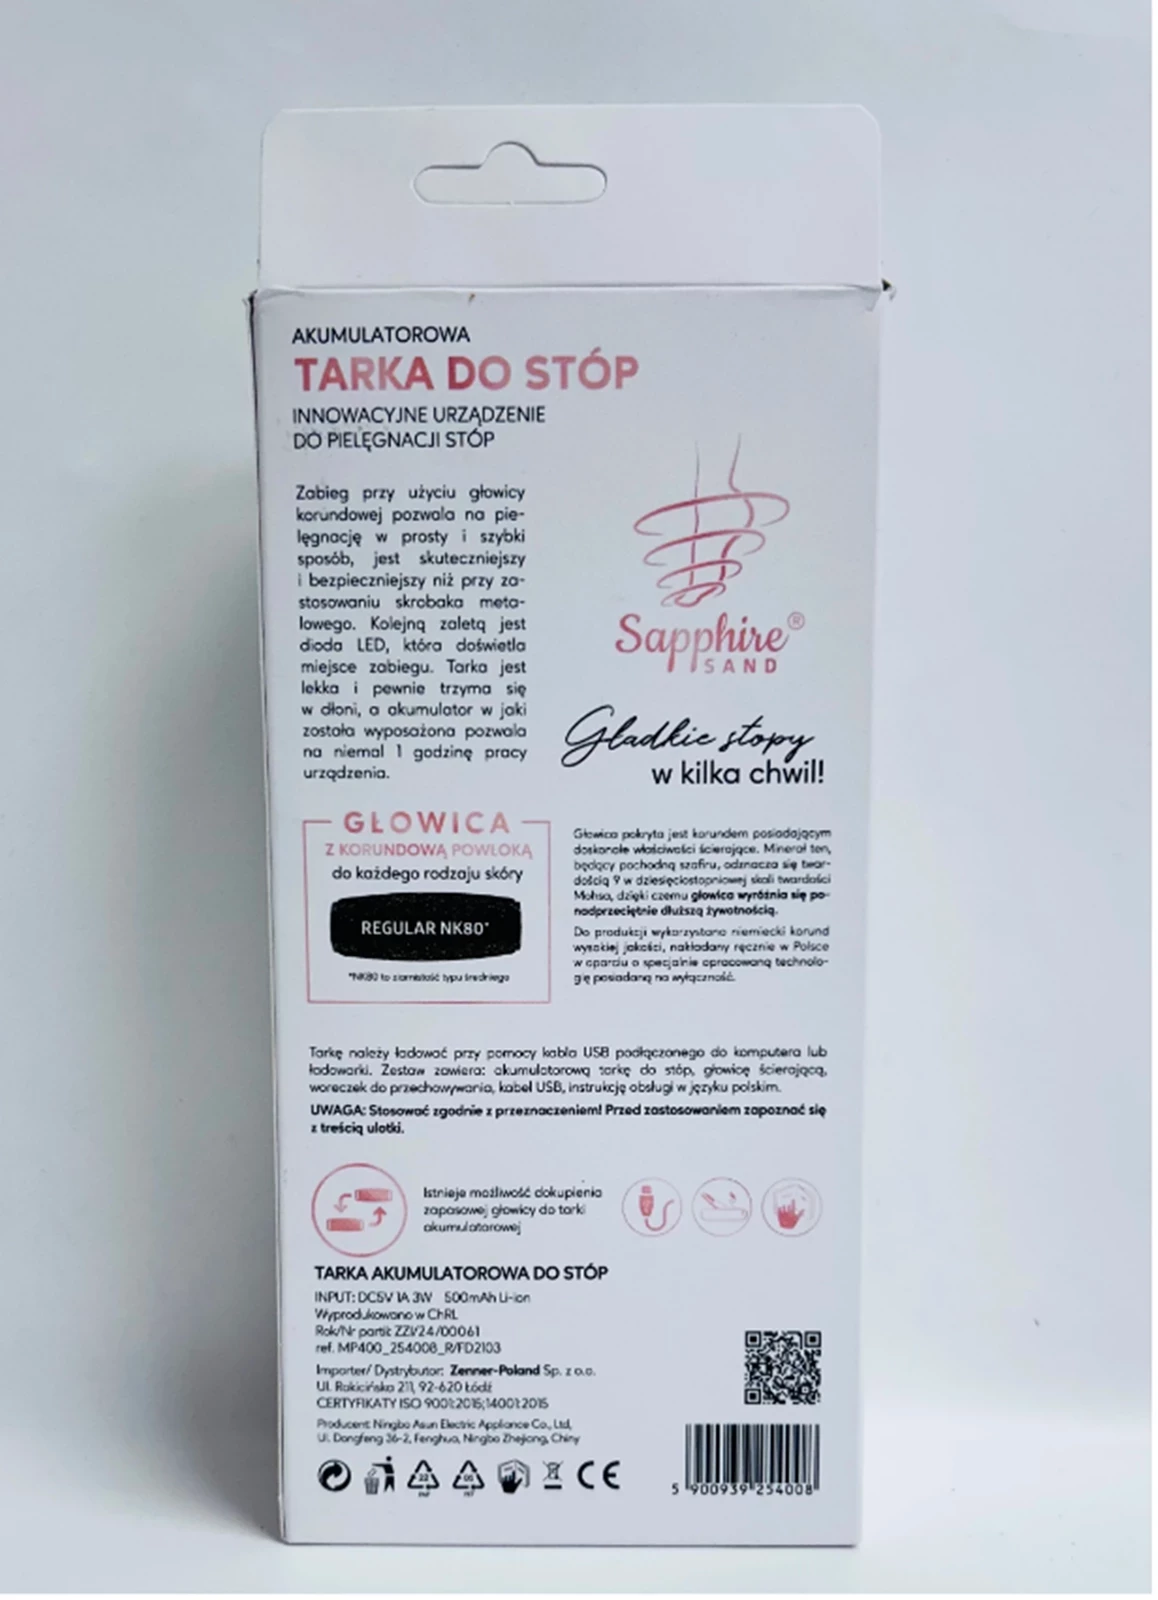 AKUMULATOROWA
TARKA DO STÓP
INNOWACYJNE URZĄDZENIE
DO PIELĘGNACJI STÓP
Zabieg przy użyciu głowicy
korundowej pozwala na pie-
lęgnację w prosty i szybki
sposób, jest skuteczniejszy
i bezpieczniejszy niż przy za-
stosowaniu skrobaka meta-
lowego. Kolejną zaletą jest
dioda LED, która doświetla
miejsce zabiegu. Tarka jest
lekka i pewnie trzyma się
w dłoni, a akumulator w jaki
została wyposażona pozwala
na niemal 1 godzinę pracy
urządzenia.
Sapphire®
SAND
Gładkie stopy
w kilka chwil!
GŁOWICA
Z KORUNDOWĄ POWŁOKĄ
do każdego rodzaju skóry
REGULAR NK80*
*NK80 to ziarnistość typu średniego
Głowica pokryta jest korundem posiadającym
doskonałe właściwości ścierające. Minerał ten,
będący pochodną szafiru, odznacza się twar-
dością 9 w dziesięciostopniowej skali twardości
Mohsa, dzięki czemu głowica wyróżnia się po-
nadprzeciętnie dłuższą żywotnością.
Do produkcji wykorzystano niemiecki korund
wysokiej jakości, nakładany ręcznie w Polsce
w oparciu o specjalnie opracowaną technolo-
gię posiadaną na wyłączność.
Tarkę należy ładować przy pomocy kabla USB podłączonego do komputera lub
ładowarki. Zestaw zawiera: akumulatorową tarkę do stóp, głowicę ścierającą,
woreczek do przechowywania, kabel USB, instrukcję obsługi w języku polskim.
UWAGA: Stosować zgodnie z przeznaczeniem! Przed zastosowaniem zapoznać się
z treścią ulotki.
Istnieje możliwość dokupienia
zapasowej głowicy do tarki
akumulatorowej
TARKA AKUMULATOROWA DO STÓP
INPUT: DC5V 1A 3W 500mAh Li-ion
Wyprodukowano w ChRL
Rok/Nr partii: ZZI/24/00061
ref. MP400_254008_R/FD2103
Importer/ Dystrybutor: Zenner-Poland Sp. z o.o.
Ul. Rokicińska 211, 92-620 Łódź
CERTYFIKATY ISO 9001:2015;14001:2015
Producent: Ningbo Asun Electric Appliance Co., Ltd,
Ul. Dongfeng 36-2, Fenghua, Ningbo Zhejiang, Chiny
22
PAP
CE
5 900939 254008